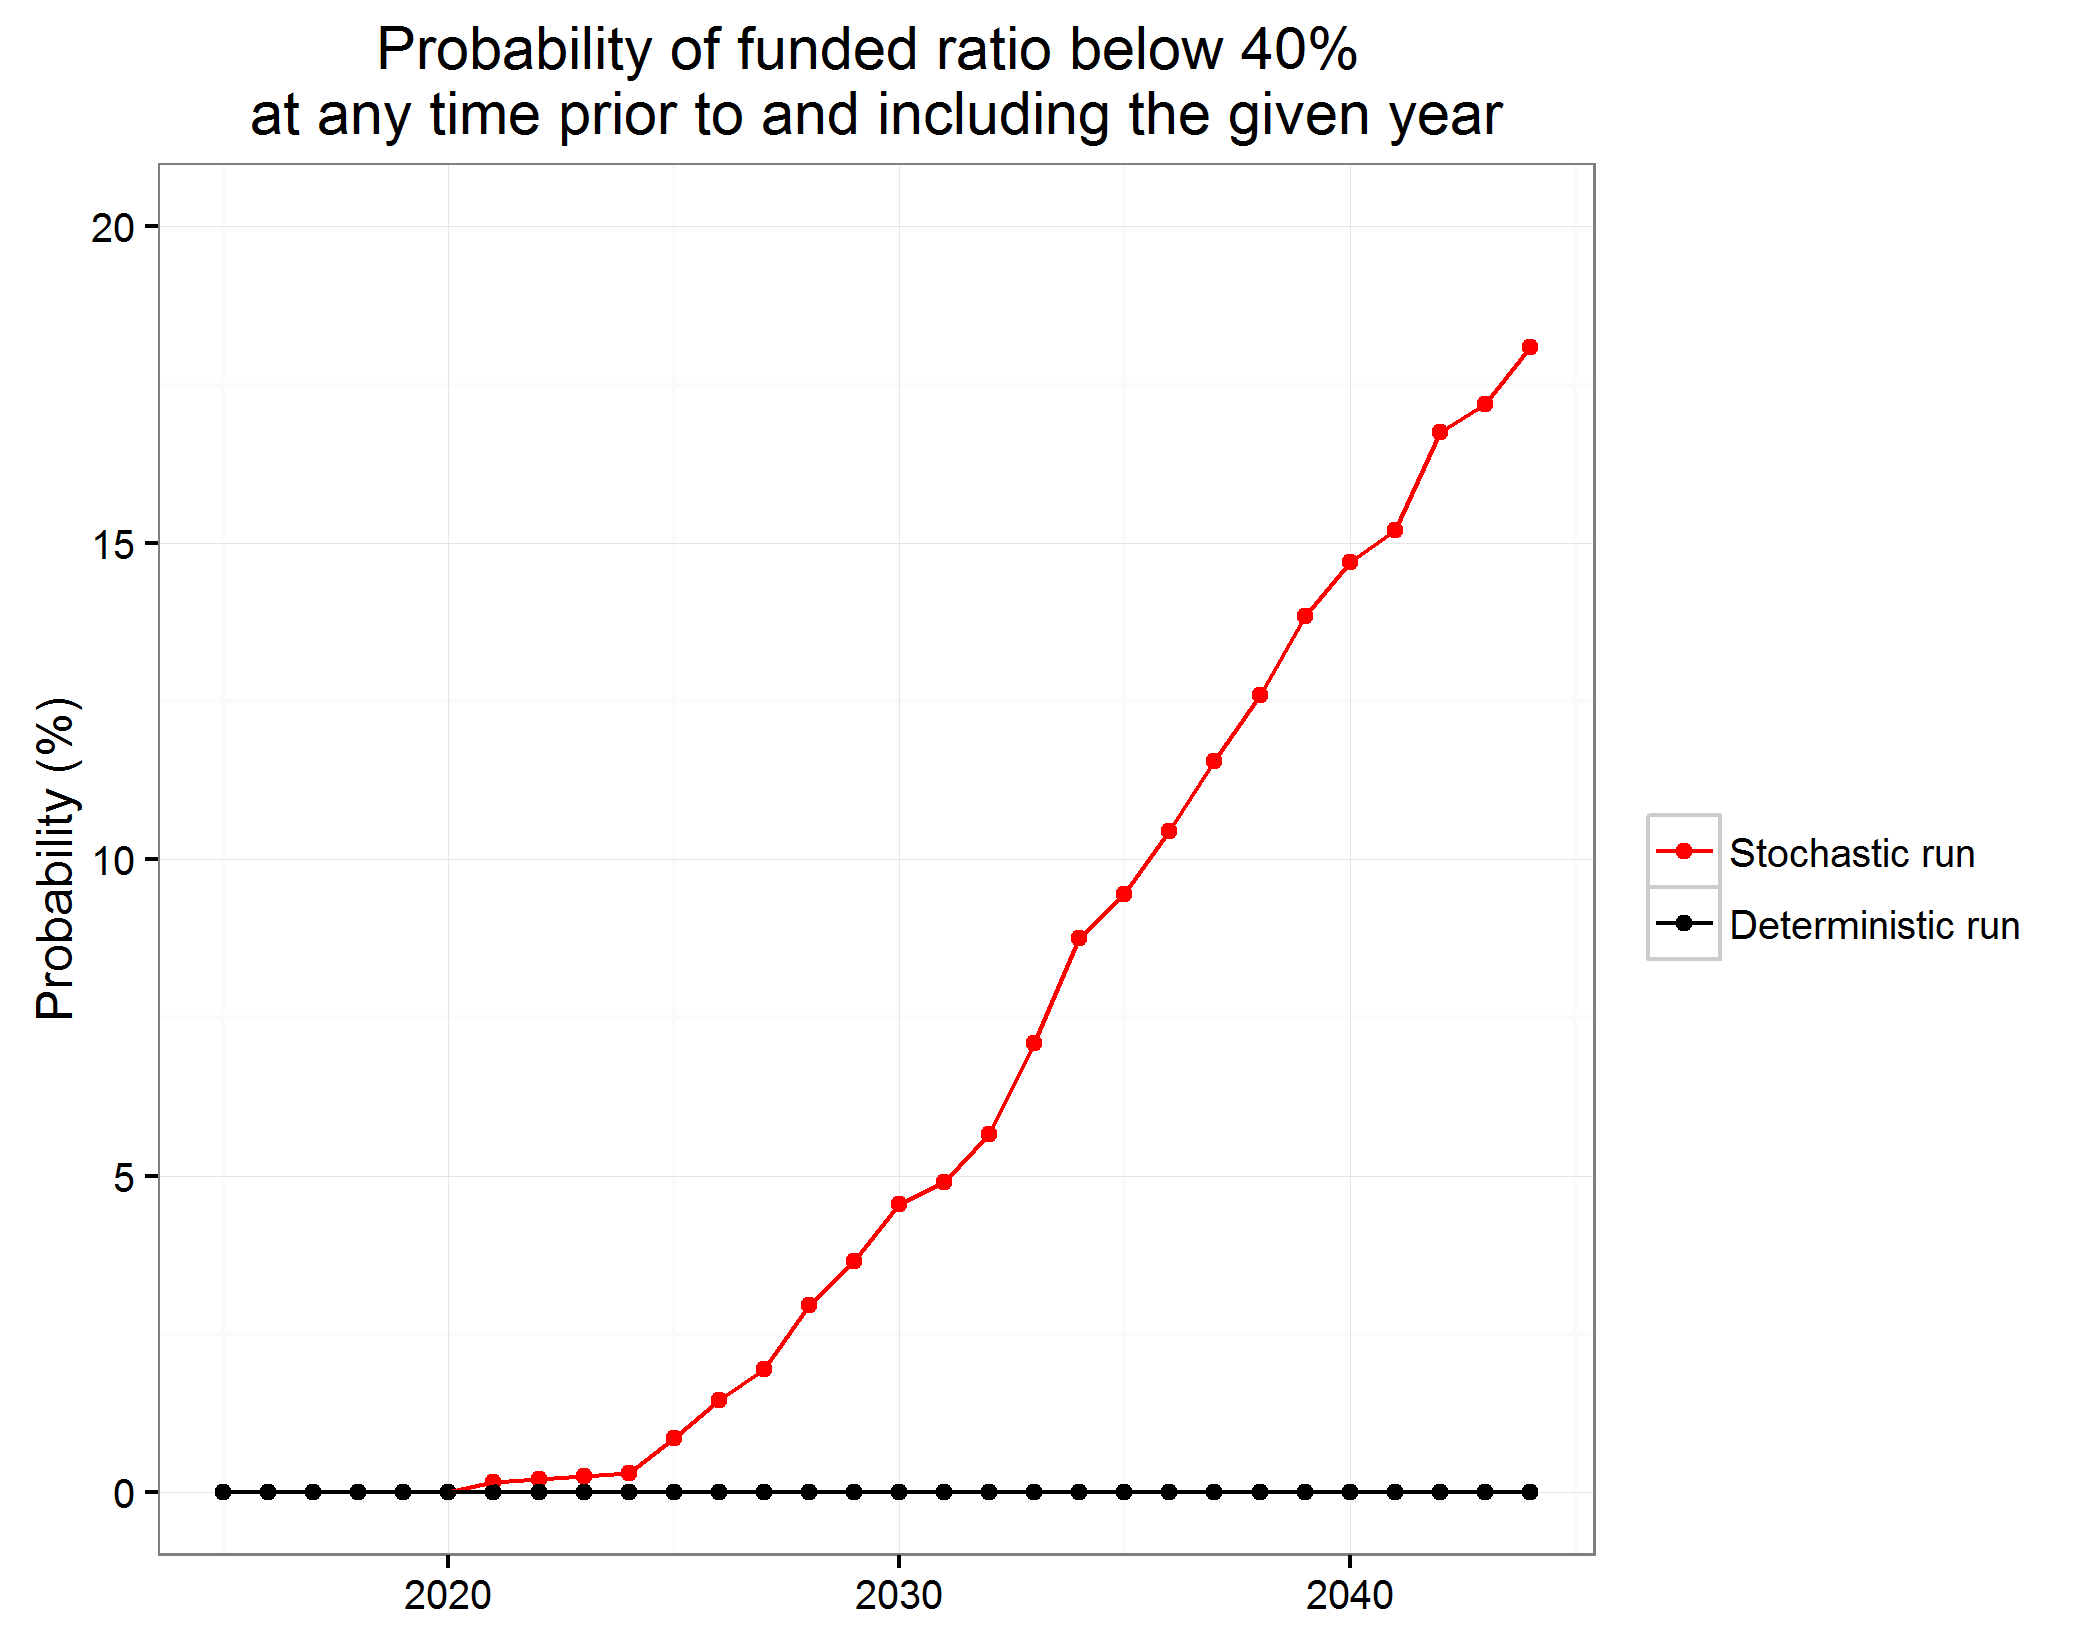 Probability of funded ratio below 40%
at any time prior to and including the given year
Probability (%)
20
15
10
5
0
2020
2030
2040
Stochastic run
Deterministic run